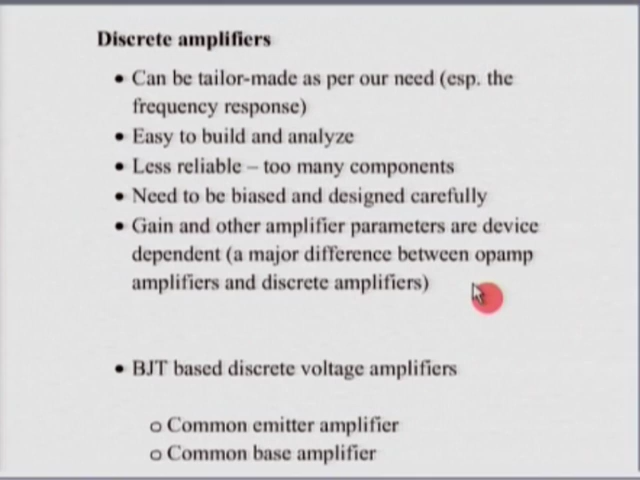 Discrete amplifiers
• Can be tailor-made as per our need (esp. the
frequency response)
• Easy to build and analyze
• Less reliable – too many components
• Need to be biased and designed carefully
• Gain and other amplifier parameters are device
dependent (a major difference between opamp
amplifiers and discrete amplifiers)
• BJT based discrete voltage amplifiers
o Common emitter amplifier
o Common base amplifier